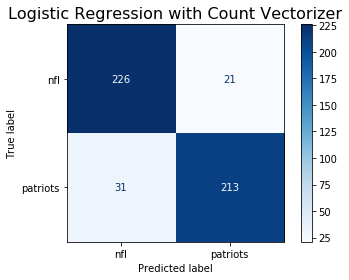 Logistic Regression with Count Vectorizer
nfl
226
21
patriots
31
213
nfl
patriots
True label
Predicted label
225
200
175
150
125
100
75
50
25